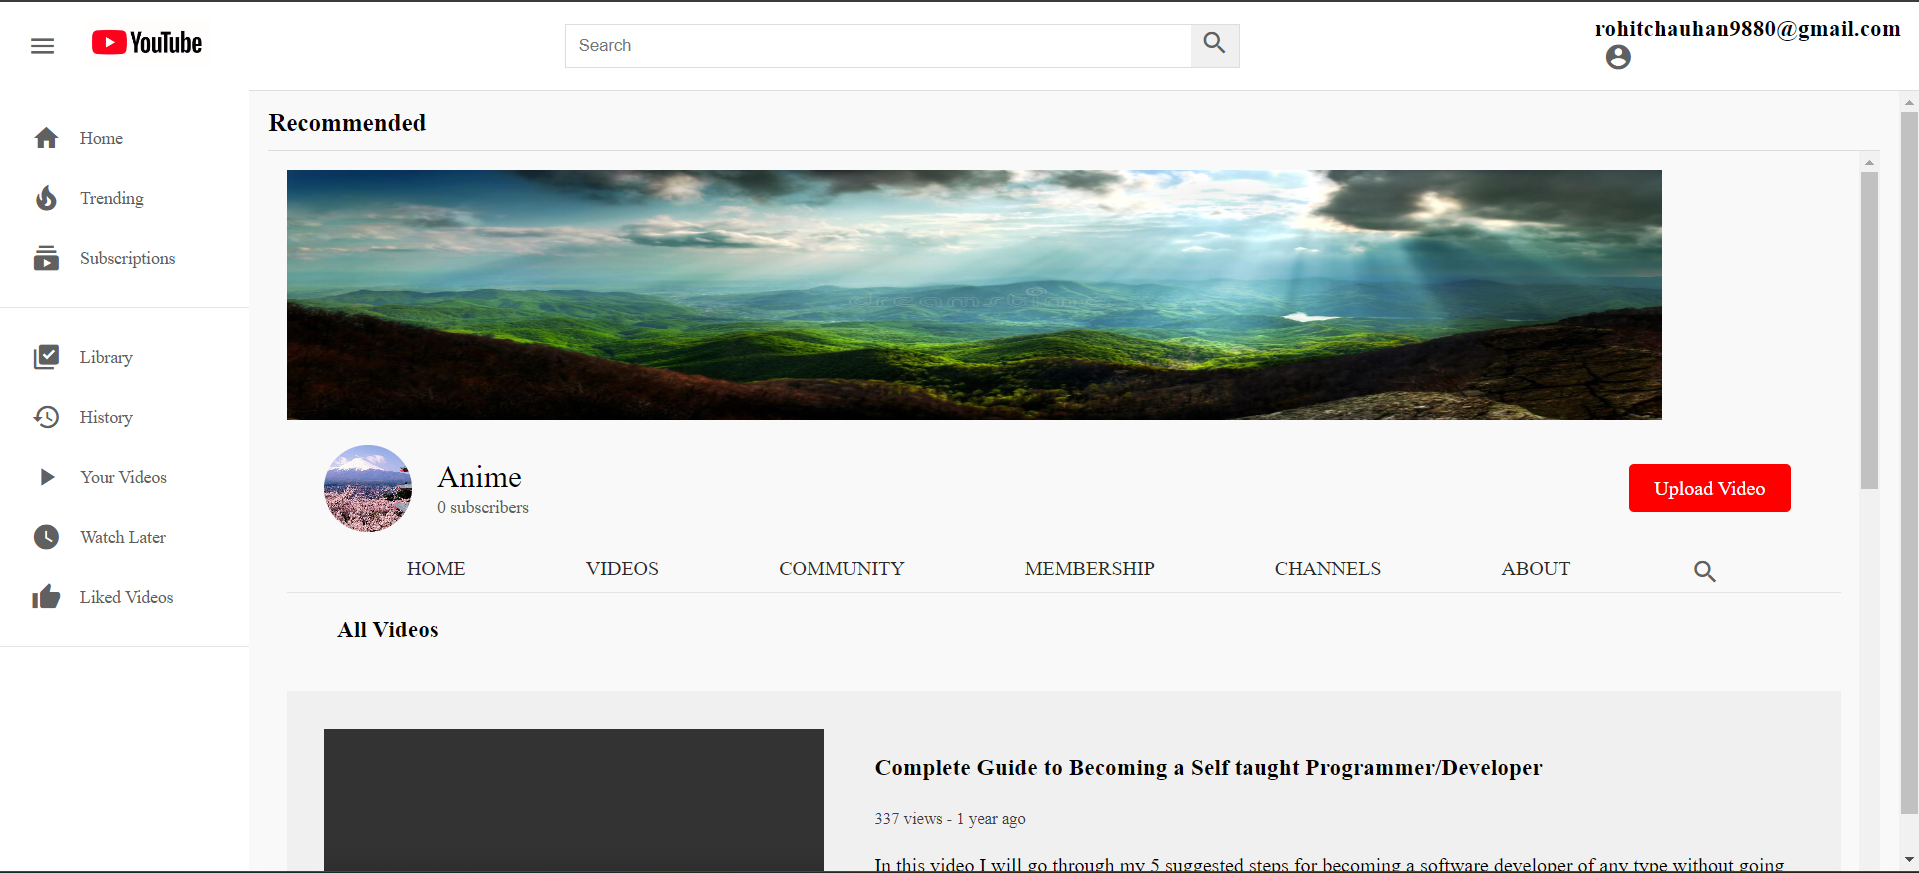 YouTube
Search
rohitchauhan9880@gmail.com
Home
Trending
Subscriptions
Library
History
Your Videos
Watch Later
Liked Videos
Recommended
dreamstime
Anime
0 subscribers
Upload Video
HOME VIDEOS COMMUNITY MEMBERSHIP CHANNELS ABOUT
All Videos
Complete Guide to Becoming a Self taught Programmer/Developer
337 views - 1 year ago
In this video I will go through my 5 suggested steps for becoming a software developer of any type without going